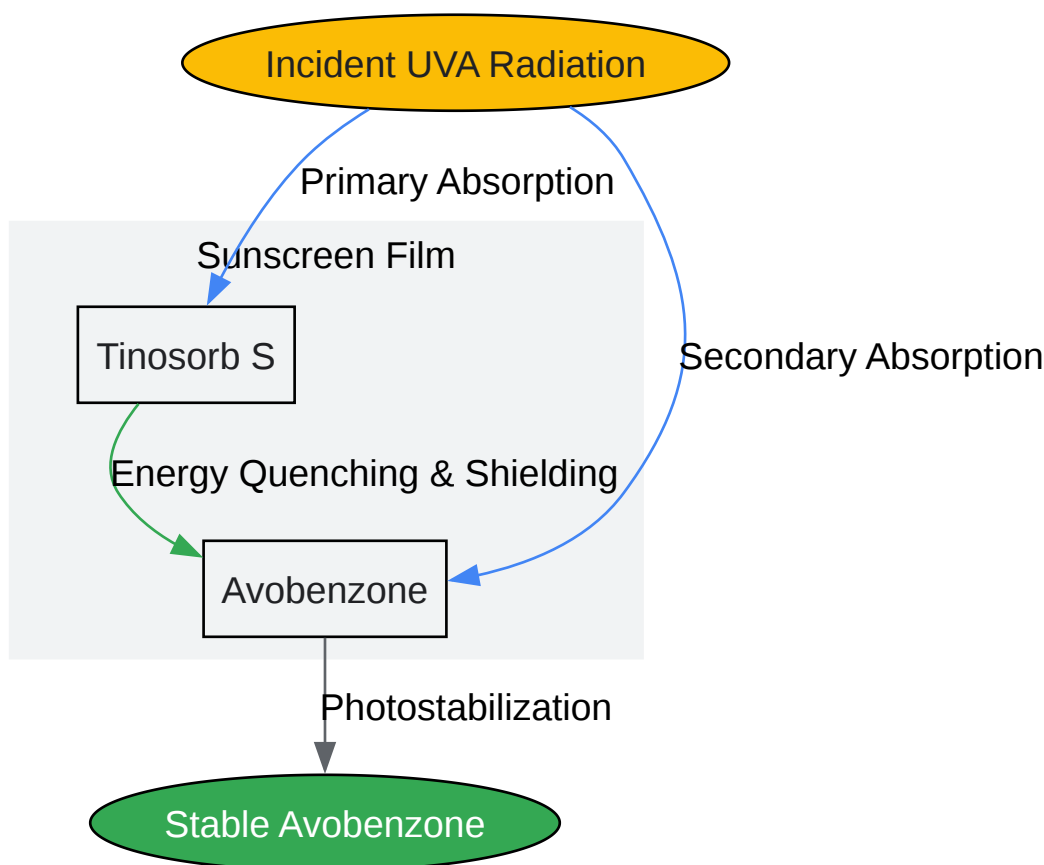 Incident UVA Radiation
Primary Absorption
Sunscreen Film
Tinosorb S
Secondary Absorption
Energy Quenching & Shielding
Avobenzone
Photostabilization
Stable Avobenzone